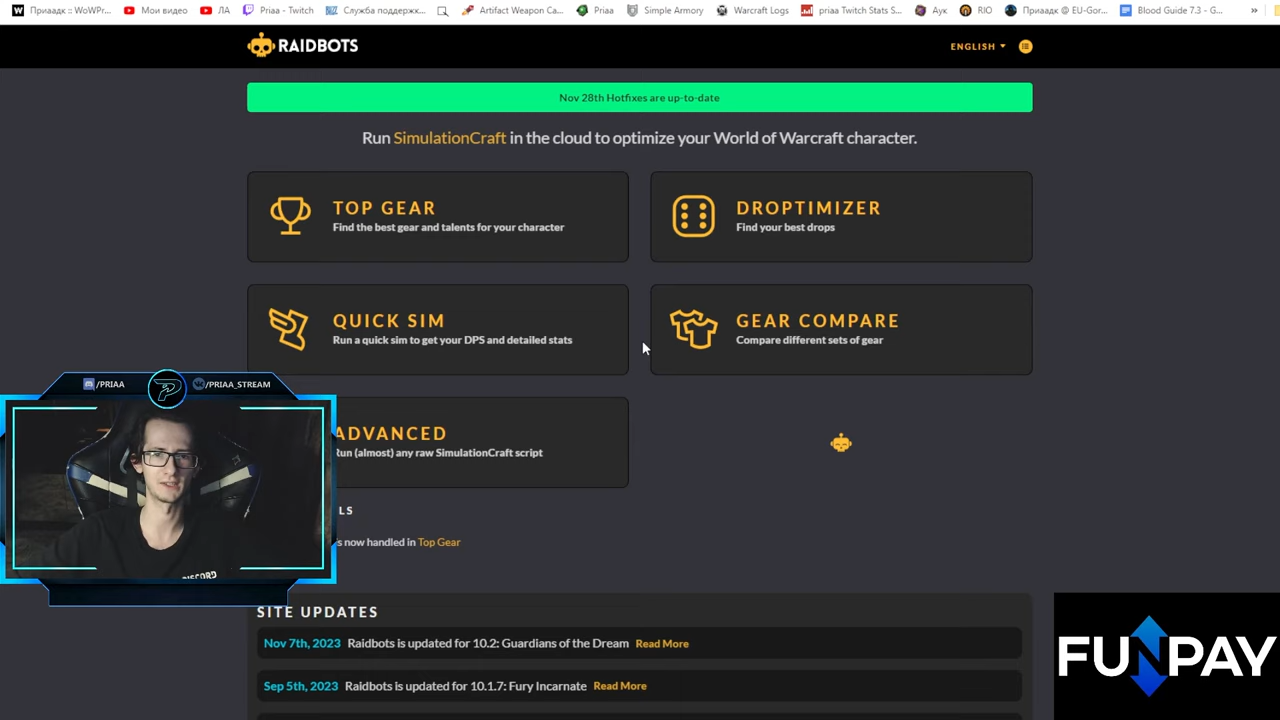 Приаадк :: WoWPr...
Мои видео
ЛА
Priaa - Twitch
Служба поддержк...
Artifact Weapon Ca...
Priaa
Simple Armory
Warcraft Logs
priaa Twitch Stats S...
Аук
RIO
Приаадк @ EU-Gor...
Blood Guide 7.3 - G...
RAIDBOTS
ENGLISH
Nov 28th Hotfixes are up-to-date
Run SimulationCraft in the cloud to optimize your World of Warcraft character.
TOP GEAR
Find the best gear and talents for your character
DROPTIMIZER
Find your best drops
QUICK SIM
Run a quick sim to get your DPS and detailed stats
GEAR COMPARE
Compare different sets of gear
/PRIAA
/PRIAA_STREAM
ADVANCED
Run (almost) any raw SimulationCraft script
LS
s now handled in Top Gear
DISCORD
SITE UPDATES
Nov 7th, 2023 Raidbots is updated for 10.2: Guardians of the Dream Read More
Sep 5th, 2023 Raidbots is updated for 10.1.7: Fury Incarnate Read More
FUNPAY